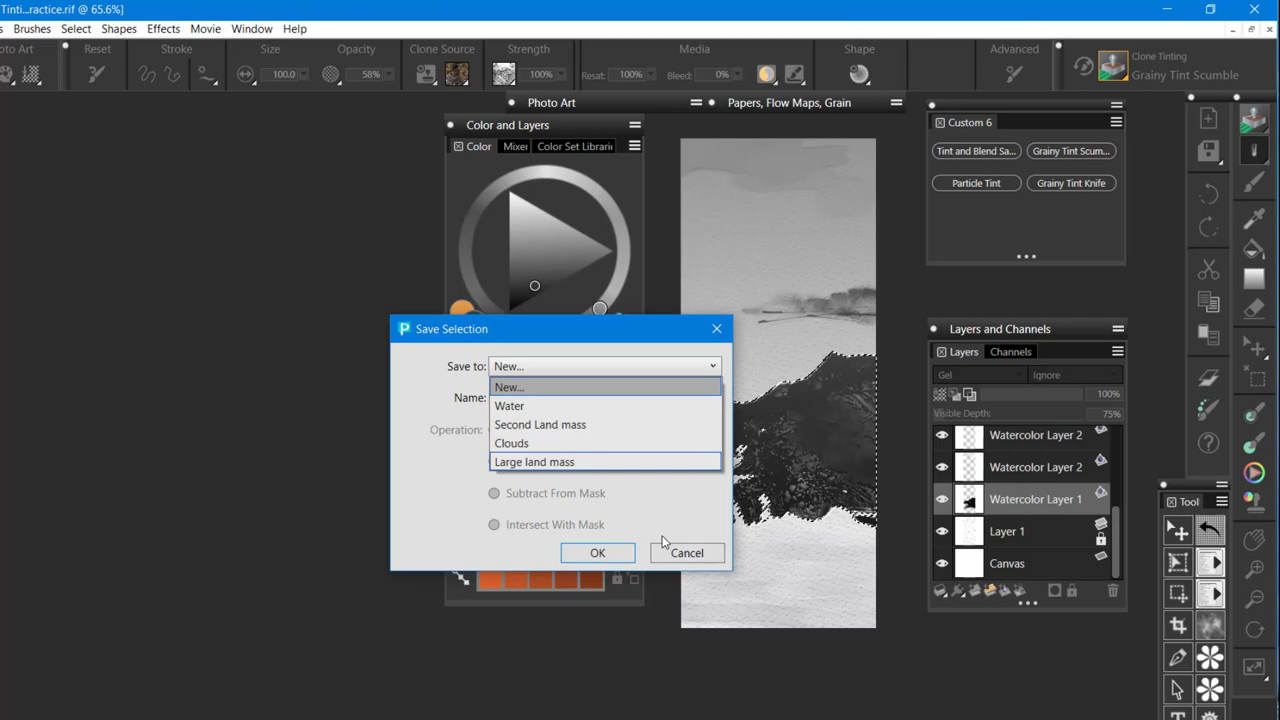 Tinti...ractice.rif @ 65.6%]
s Brushes Select Shapes Effects Movie Window Help
oto Art Reset Stroke Size Opacity Clone Source Strength Media Shape Advanced
Clone Tinting
100.0 58% 100% Resat: 100% Bleed: 0% Grainy Tint Scumble
Photo Art
Papers, Flow Maps, Grain
Color and Layers
Color Mixer Color Set Librarie
Custom 6
Tint and Blend Sa... Grainy Tint Scum...
Particle Tint Grainy Tint Knife
Save Selection
Save to: New...
Name:
Operation:
New...
Water
Second Land mass
Clouds
Large land mass
Subtract From Mask
Intersect With Mask
OK Cancel
Layers and Channels
Layers Channels
Gel Ignore
100%
Visible Depth: 75%
Watercolor Layer 2
Watercolor Layer 2
Watercolor Layer 1
Layer 1
Canvas
Tool